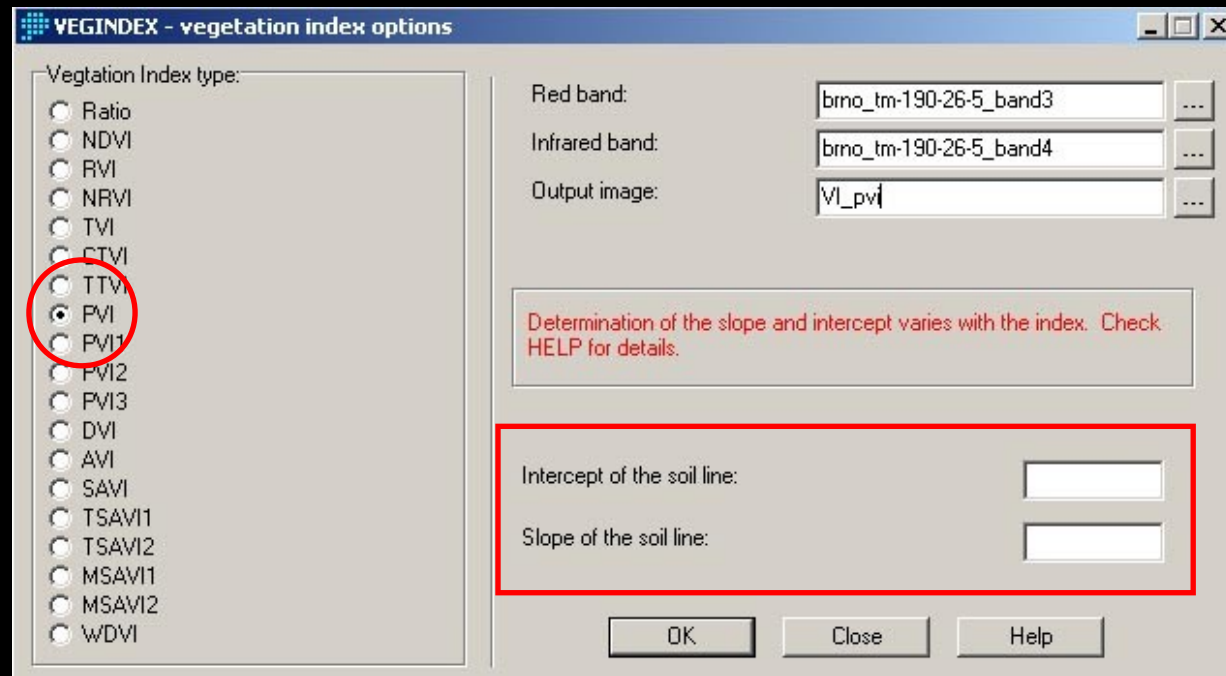 VEGINDEX - vegetation index options
Vegtation Index type:
Ratio
NDVI
RVI
NRVI
TVI
CTVI
TTVI
PVI
PVI1
PVI2
PVI3
DVI
AVI
SAVI
TSAVI1
TSAVI2
MSAVI1
MSAVI2
WDVI
Red band:
brno_tm-190-26-5_band3
...
Infrared band:
brno_tm-190-26-5_band4
...
Output image:
VI_pvi
...
Determination of the slope and intercept varies with the index. Check
HELP for details.
Intercept of the soil line:
Slope of the soil line:
OK
Close
Help